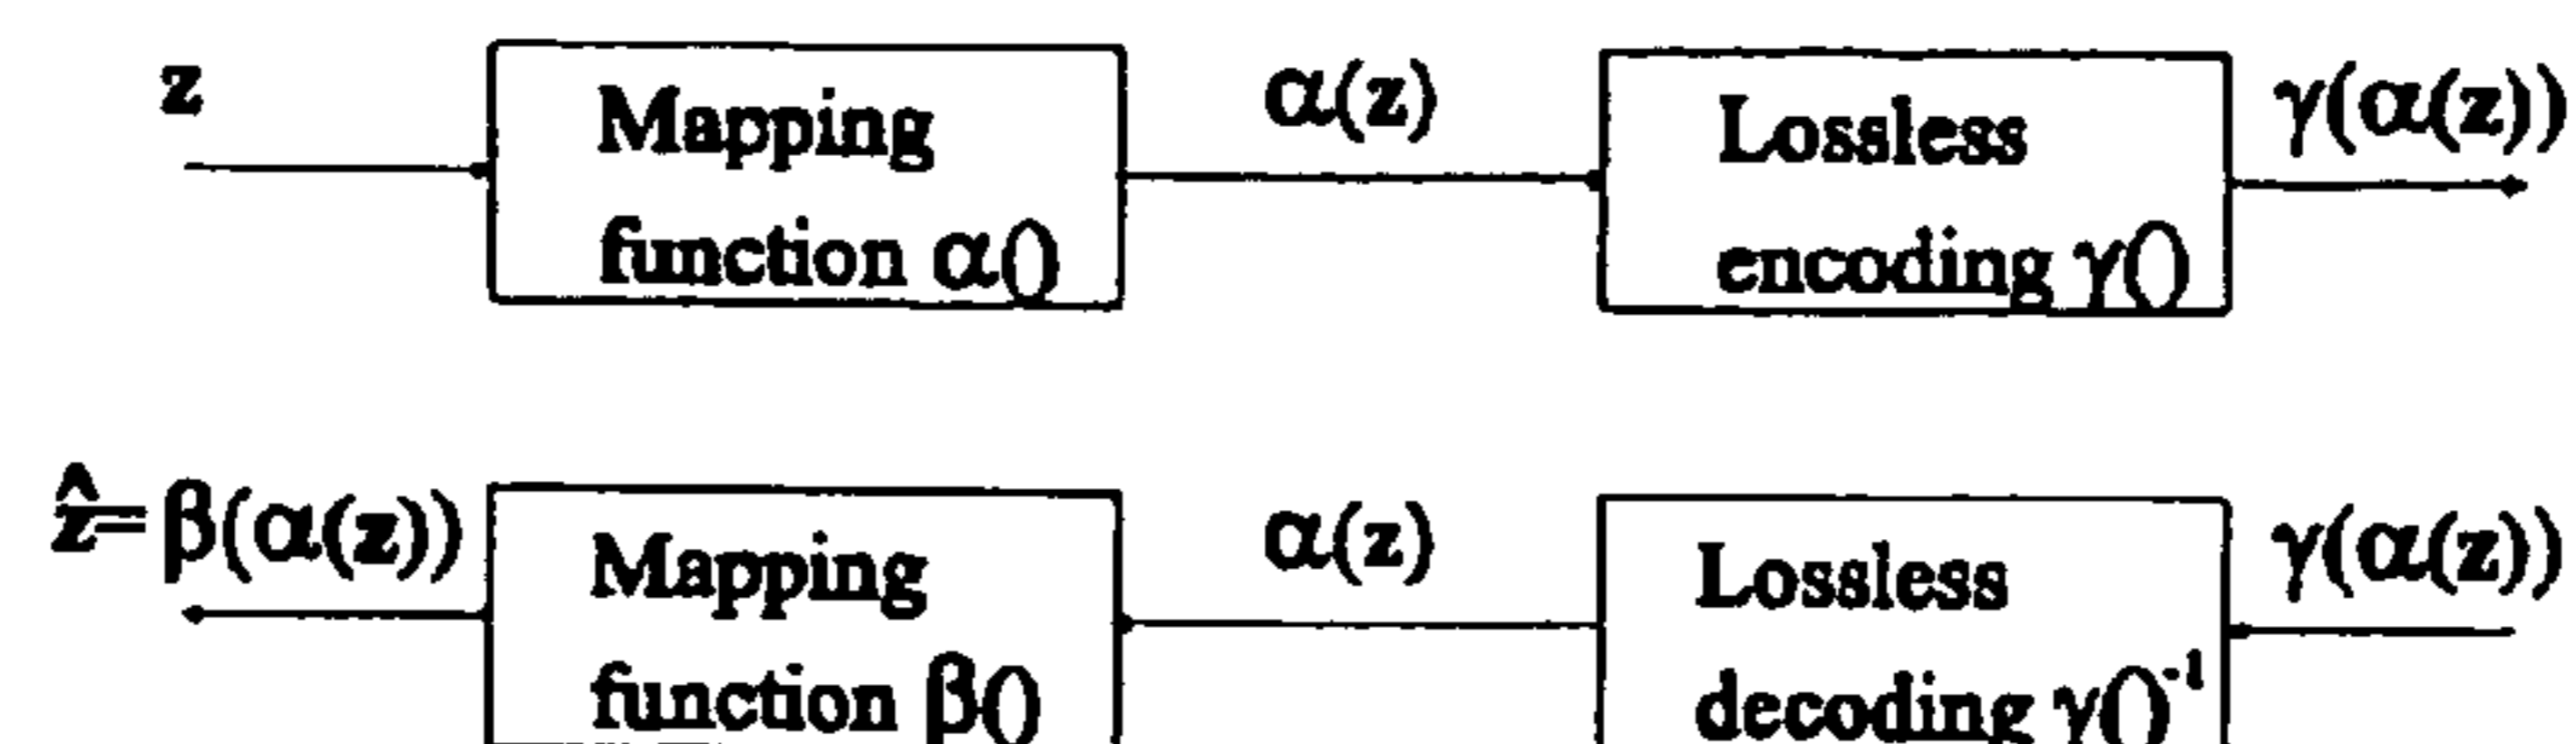 z
Mapping
function α()
α(z)
Lossless
encoding γ()
γ(α(z))
ẑ=β(α(z))
Mapping
function β()
α(z)
Lossless
decoding γ()⁻¹
γ(α(z))